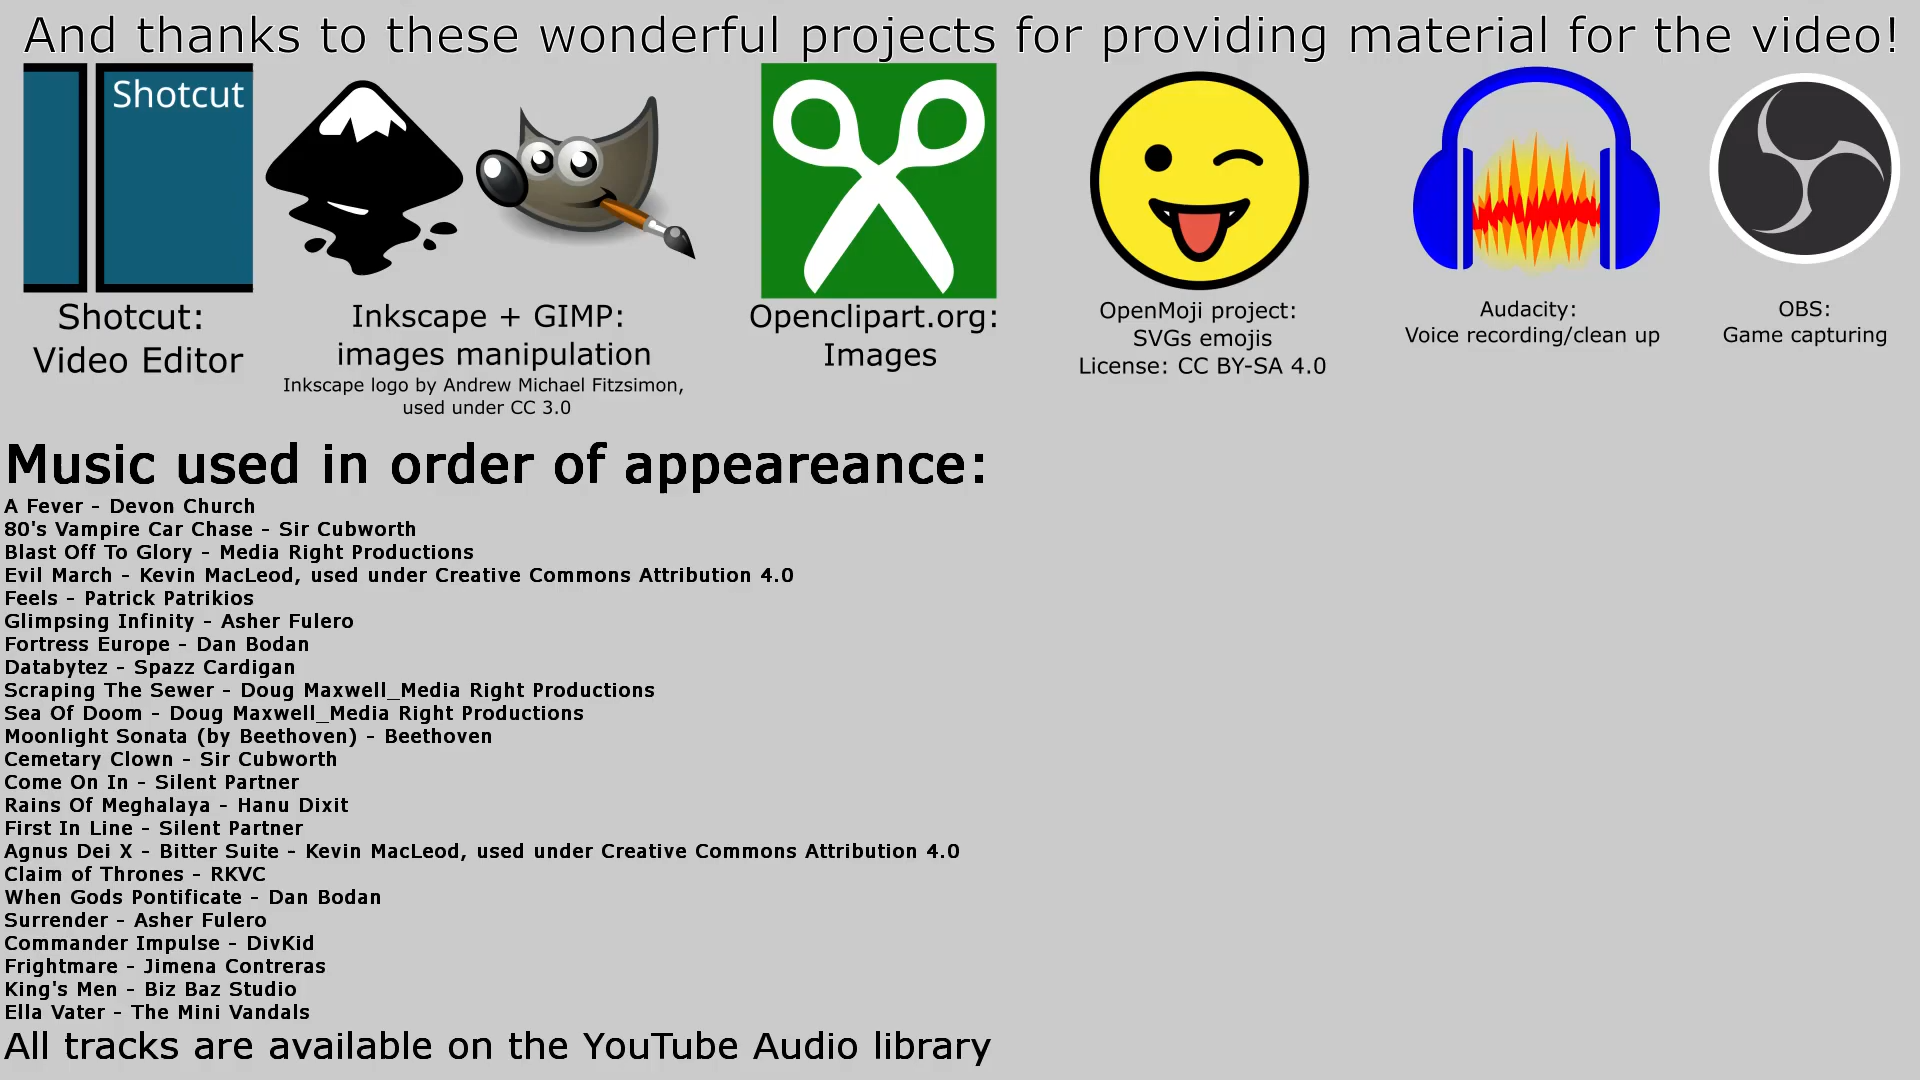 And thanks to these wonderful projects for providing material for the video!
Shotcut
Shotcut:
Video Editor
Inkscape + GIMP:
images manipulation
Inkscape logo by Andrew Michael Fitzsimon,
used under CC 3.0
Openclipart.org:
Images
OpenMoji project:
SVGs emojis
License: CC BY-SA 4.0
Audacity:
Voice recording/clean up
OBS:
Game capturing
Music used in order of appeareance:
A Fever - Devon Church
80's Vampire Car Chase - Sir Cubworth
Blast Off To Glory - Media Right Productions
Evil March - Kevin MacLeod, used under Creative Commons Attribution 4.0
Feels - Patrick Patrikios
Glimpsing Infinity - Asher Fulero
Fortress Europe - Dan Bodan
Databytez - Spazz Cardigan
Scraping The Sewer - Doug Maxwell_Media Right Productions
Sea Of Doom - Doug Maxwell_Media Right Productions
Moonlight Sonata (by Beethoven) - Beethoven
Cemetary Clown - Sir Cubworth
Come On In - Silent Partner
Rains Of Meghalaya - Hanu Dixit
First In Line - Silent Partner
Agnus Dei X - Bitter Suite - Kevin MacLeod, used under Creative Commons Attribution 4.0
Claim of Thrones - RKVC
When Gods Pontificate - Dan Bodan
Surrender - Asher Fulero
Commander Impulse - DivKid
Frightmare - Jimena Contreras
King's Men - Biz Baz Studio
Ella Vater - The Mini Vandals
All tracks are available on the YouTube Audio library